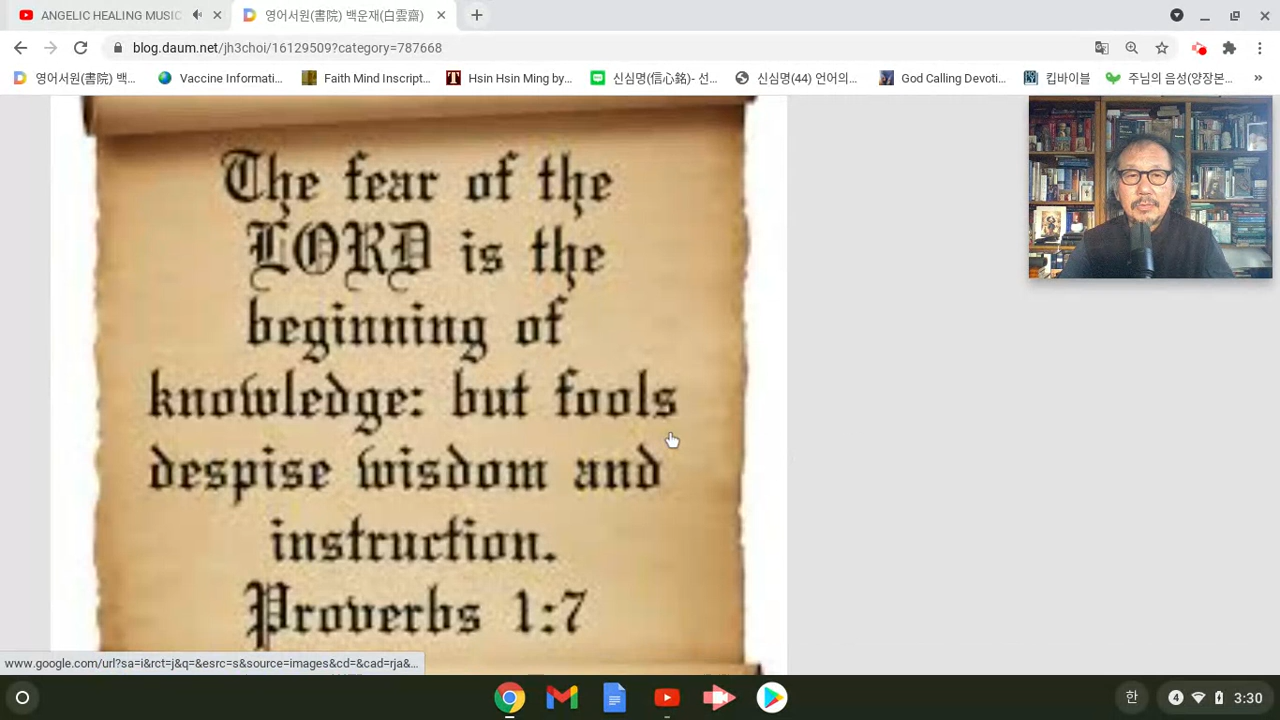 ANGELIC HEALING MUSIC
영어서원(書院) 백운재(白雲齋)
blog.daum.net/jh3choi/16129509?category=787668
영어서원(書院) 백...
Vaccine Informati...
Faith Mind Inscript...
Hsin Hsin Ming by...
신심명(信心銘)- 선...
신심명(44) 언어의...
God Calling Devoti...
킵바이블
주님의 음성(양장본...
»
The fear of the
LORD is the
beginning of
knowledge: but fools
despise wisdom and
instruction.
Proverbs 1:7
www.google.com/url?sa=i&rct=j&q=&esrc=s&source=images&cd=&cad=rja&...
한
4
3:30